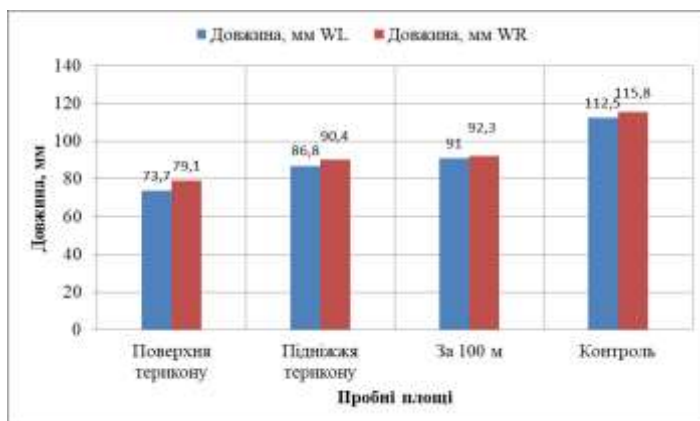 Довжина, мм WL Довжина, мм WR
Довжина, мм
140
120
100
80
60
40
20
0
73,7 79,1
86,8 90,4
91 92,3
112,5 115,8
Поверхня терикону
Підніжжя терикону
За 100 м
Контроль
Пробні площі